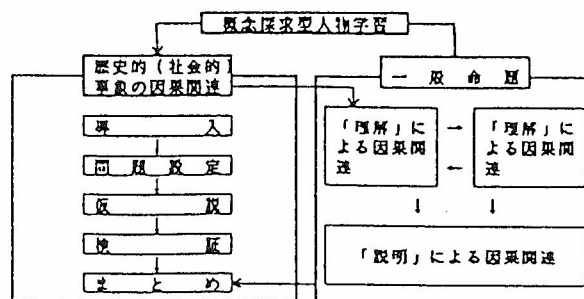 概念探求型人物学習
歴史的(社会的)
事象の因果関連
一般命題
導入
問題設定
仮説
検証
まとめ
「理解」に
よる因果関
連
「理解」に
よる因果関
連
「説明」による因果関連